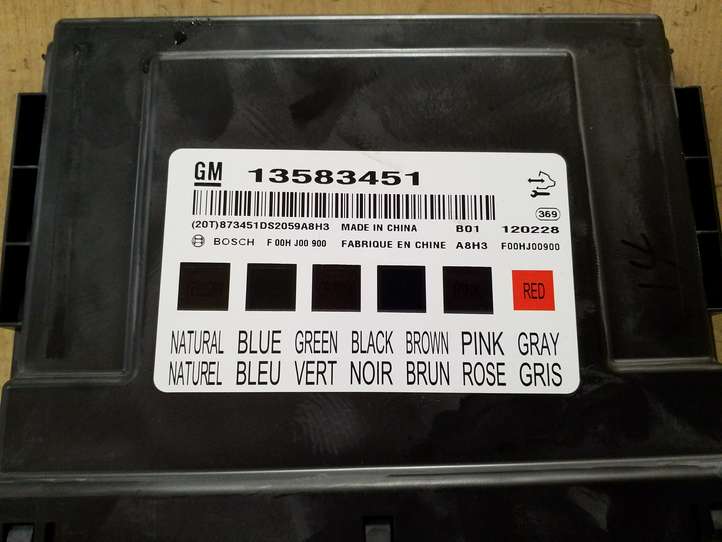 GM 13583451
369
(20T)873451DS2059A8H3 MADE IN CHINA B01 120228
BOSCH F 00H J00 900 FABRIQUE EN CHINE A8H3 F00HJ00900
RED
NATURAL BLUE GREEN BLACK BROWN PINK GRAY
NATUREL BLEU VERT NOIR BRUN ROSE GRIS
14